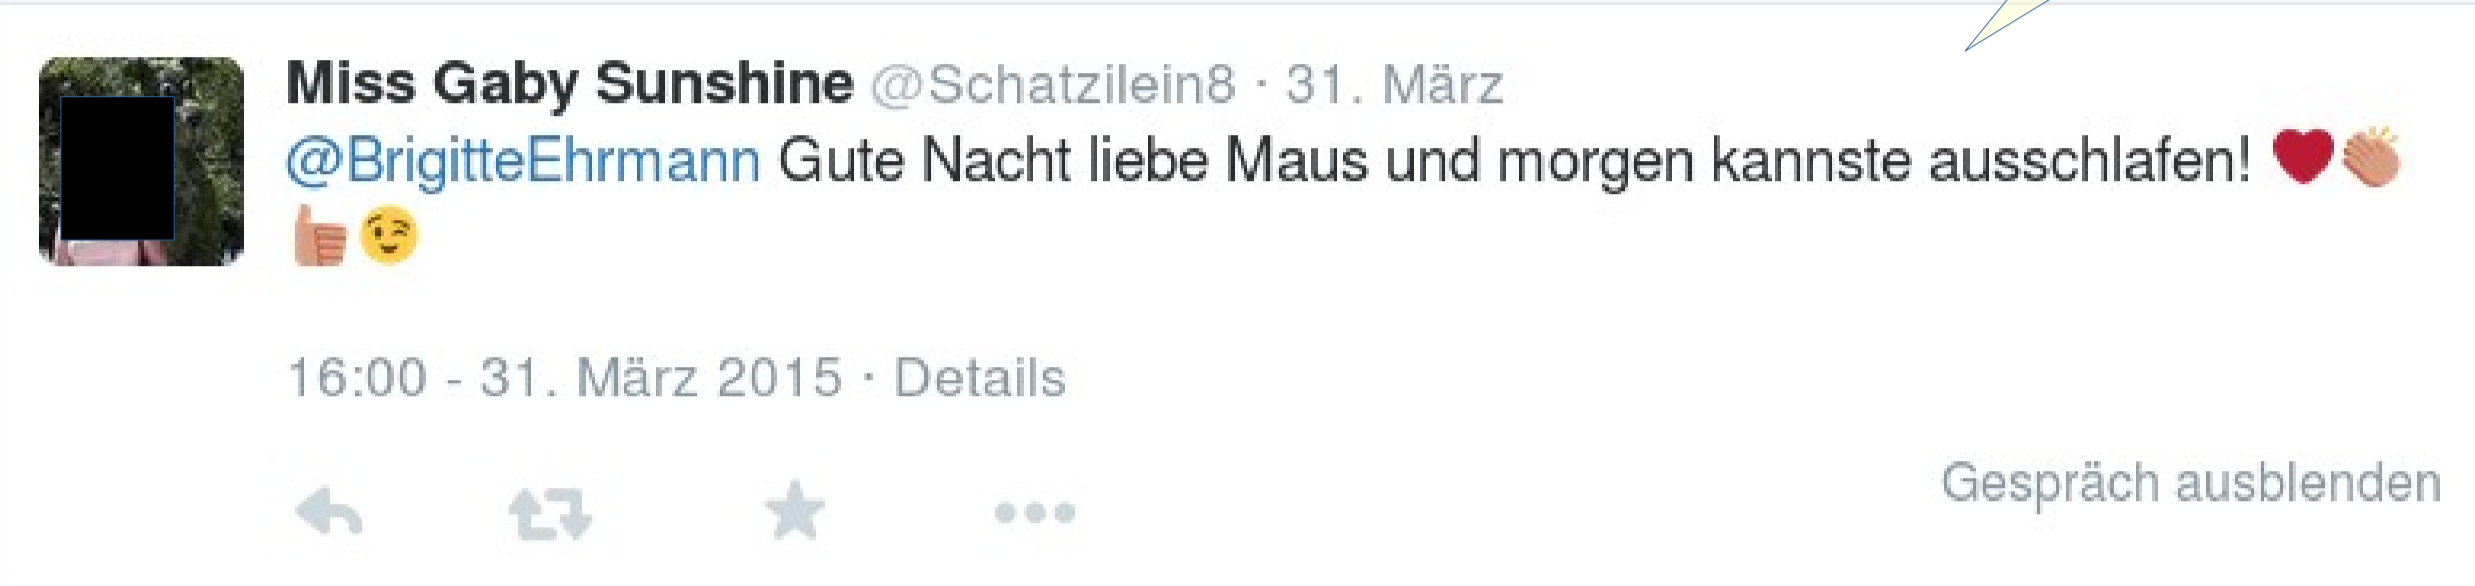 Miss Gaby Sunshine @Schatzilein8 · 31. März
@BrigitteEhrmann Gute Nacht liebe Maus und morgen kannste ausschlafen! ❤👏
👍😉
16:00 - 31. März 2015 · Details
Gespräch ausblenden